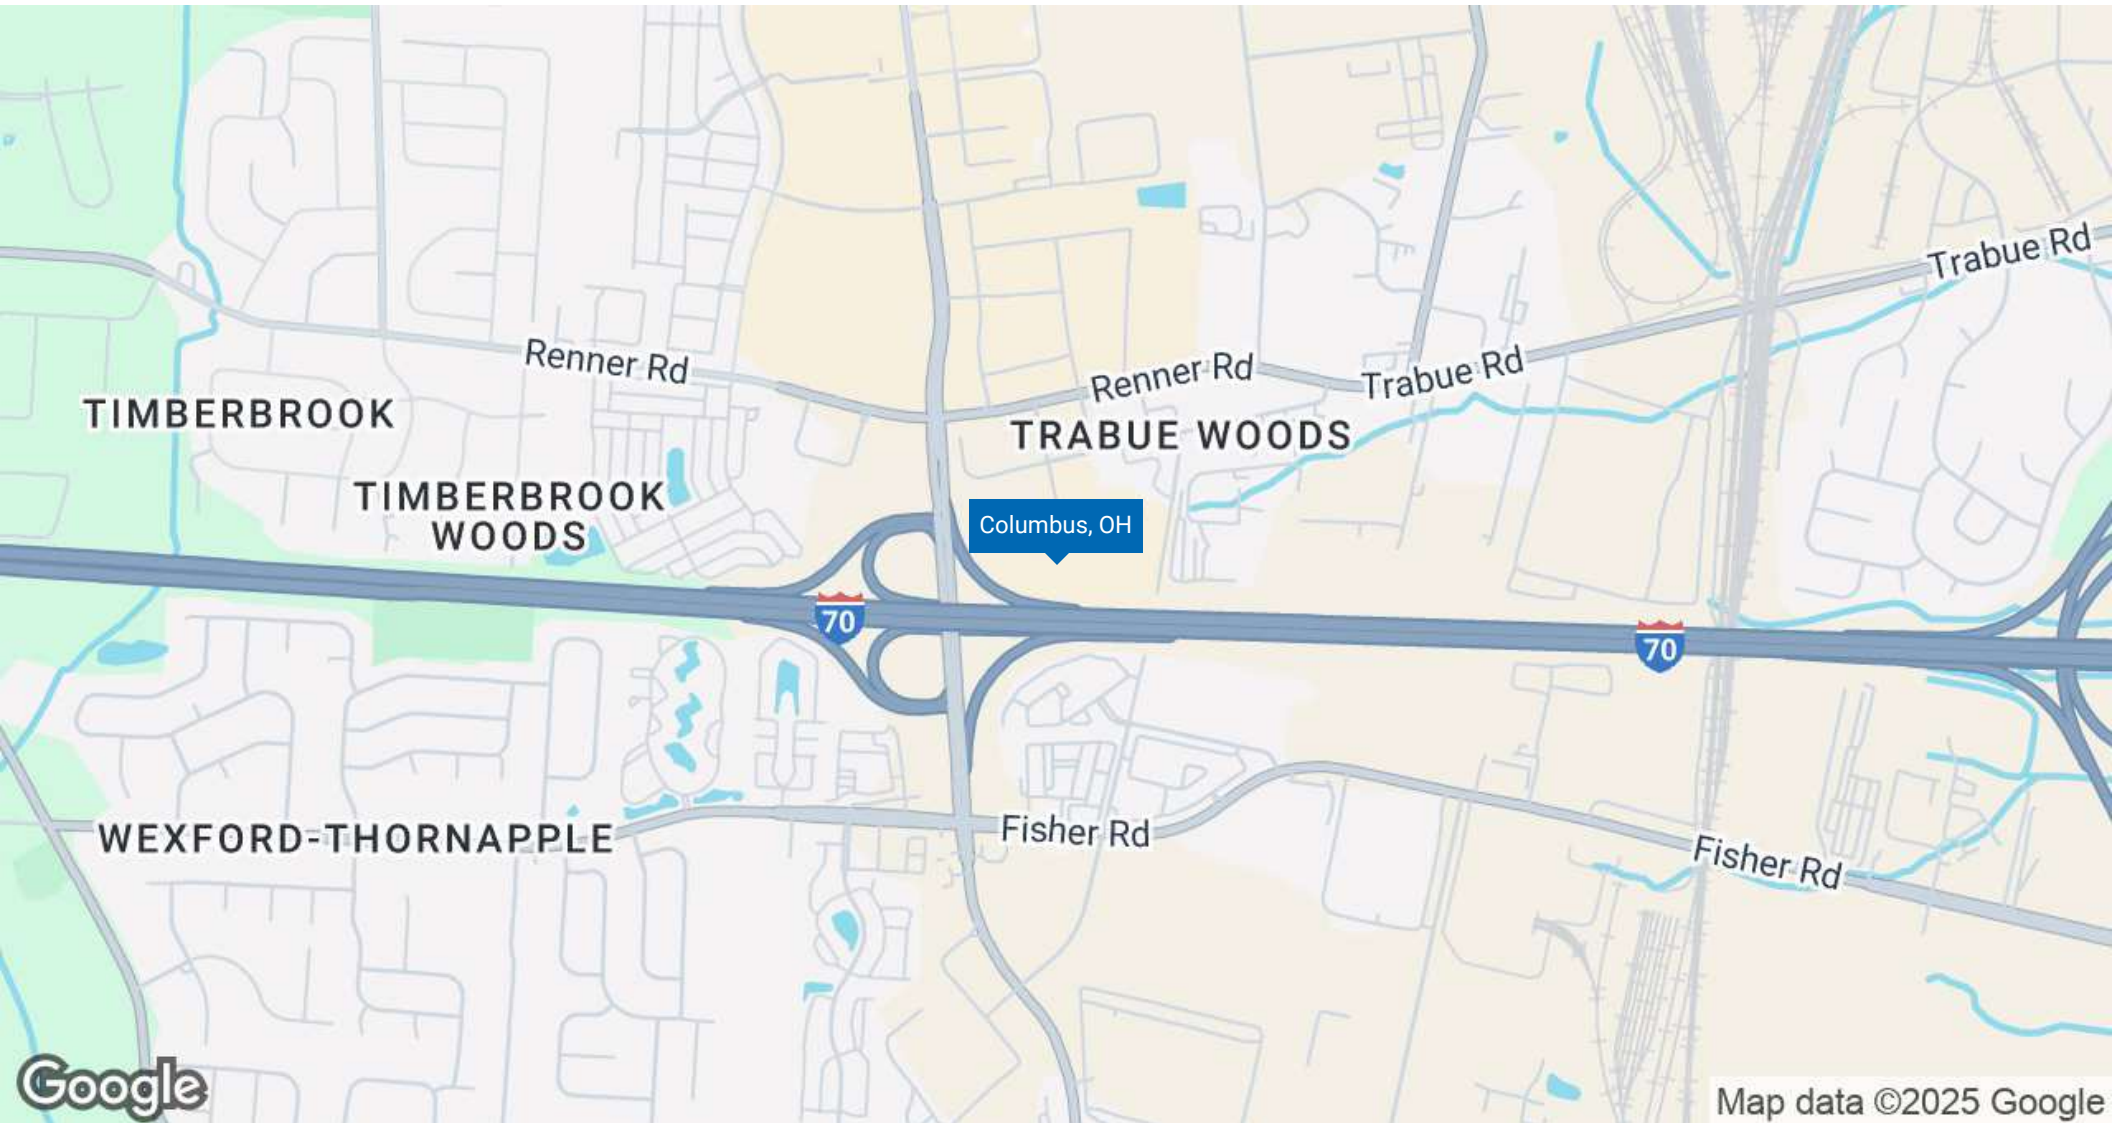 Trabue Rd
Renner Rd
Renner Rd
Trabue Rd
TIMBERBROOK
TRABUE WOODS
TIMBERBROOK
WOODS
Columbus, OH
70
70
WEXFORD-THORNAPPLE
Fisher Rd
Fisher Rd
Google
Map data ©2025 Google